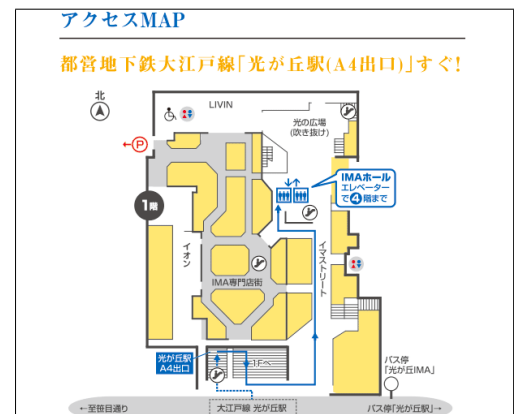 アクセスMAP
都営地下鉄大江戸線「光が丘駅(A4出口)」すぐ!
北
LIVIN
光の広場
(吹き抜け)
←P
IMAホール
エレベーター
で4階まで
1階
イオン
イマストリート
IMA専門店街
光が丘駅
A4出口
1Fへ
バス停
「光が丘IMA」
←至笹目通り
大江戸線 光が丘駅
バス停「光が丘駅」→